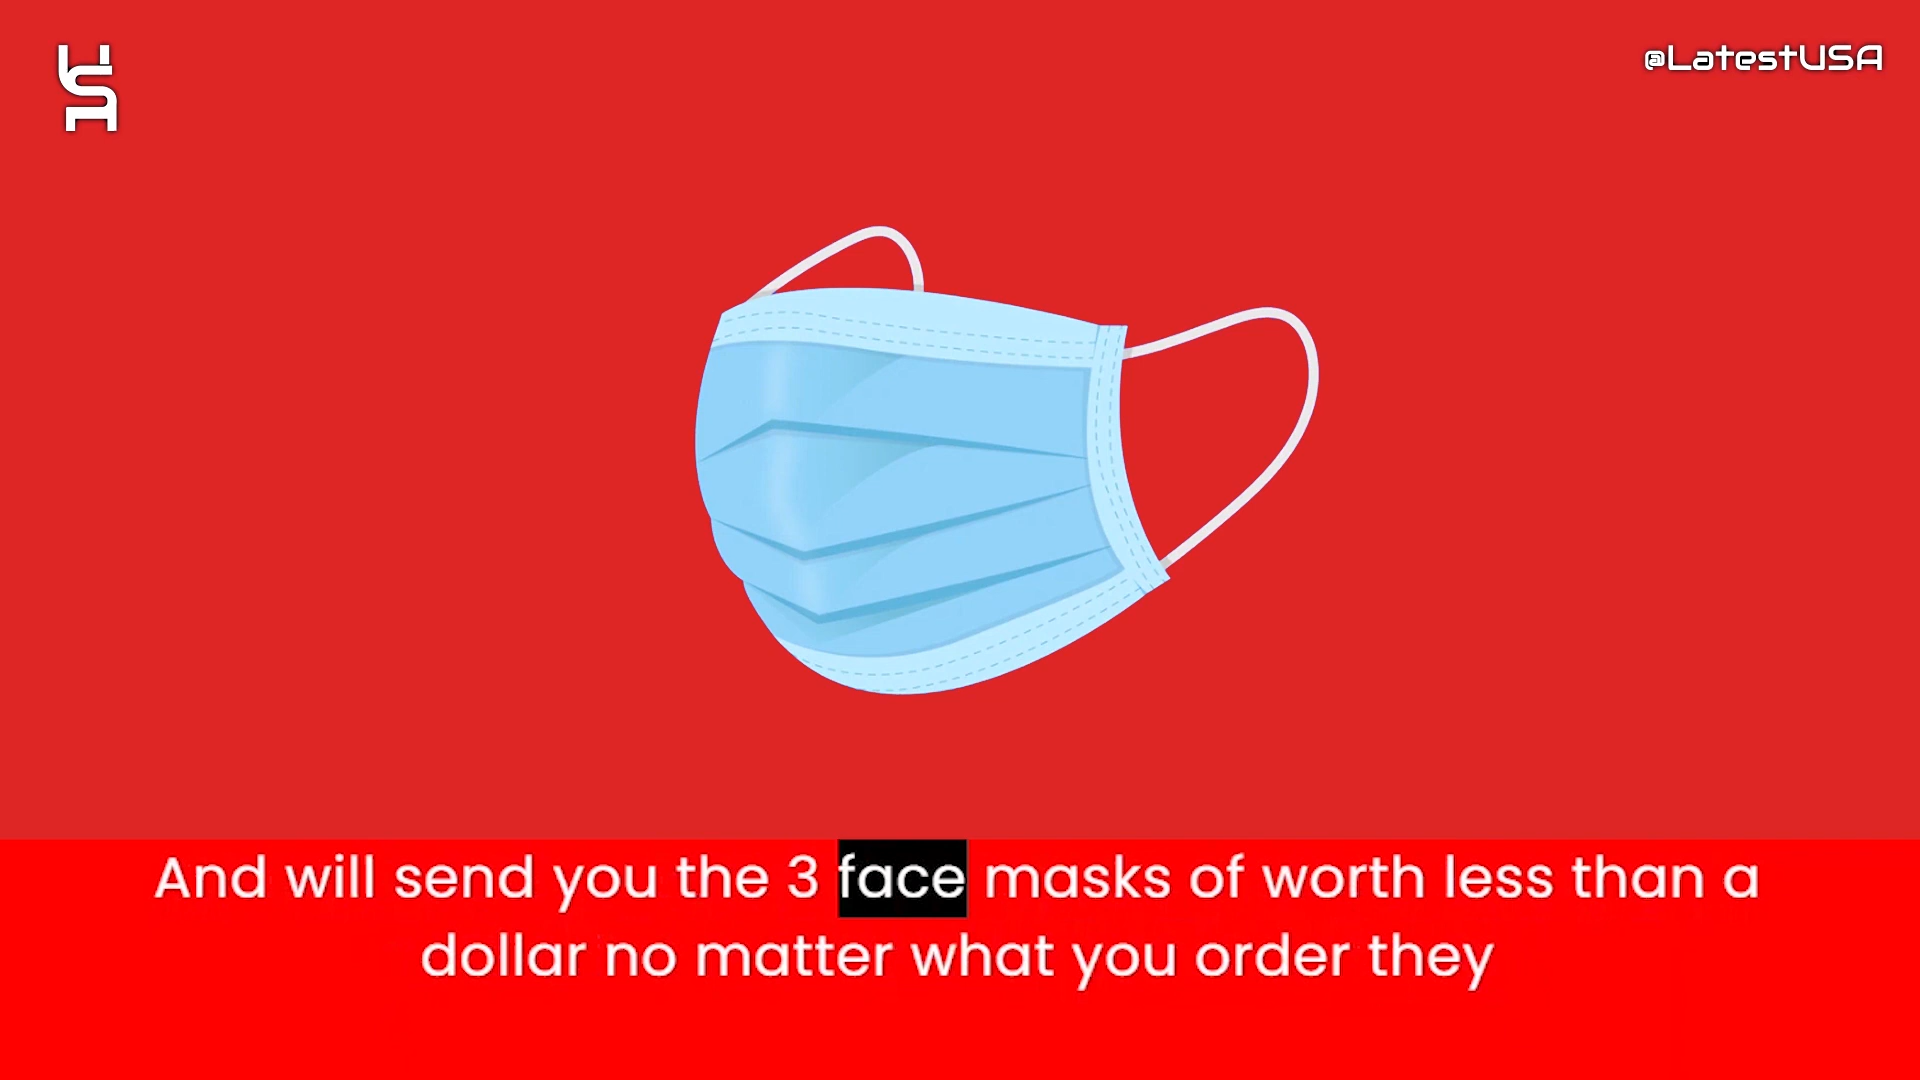 USA
@LatestUSA
And will send you the 3 face masks of worth less than a
dollar no matter what you order they